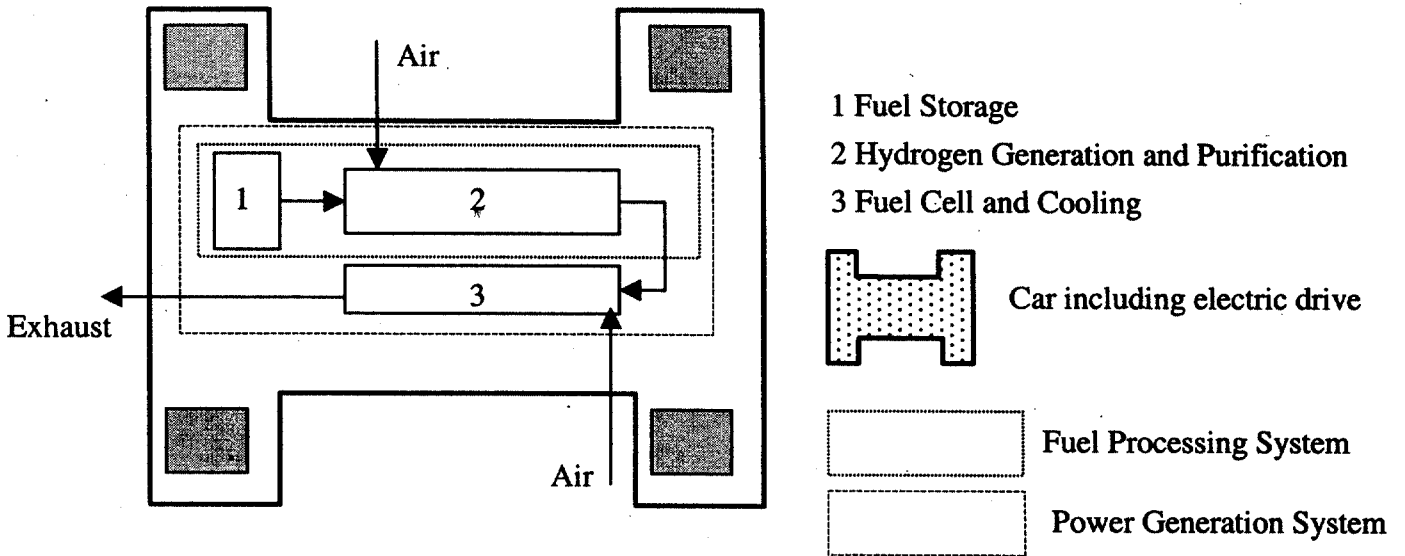 Air
1
2
3
Exhaust
Air
1 Fuel Storage
2 Hydrogen Generation and Purification
3 Fuel Cell and Cooling
Car including electric drive
Fuel Processing System
Power Generation System